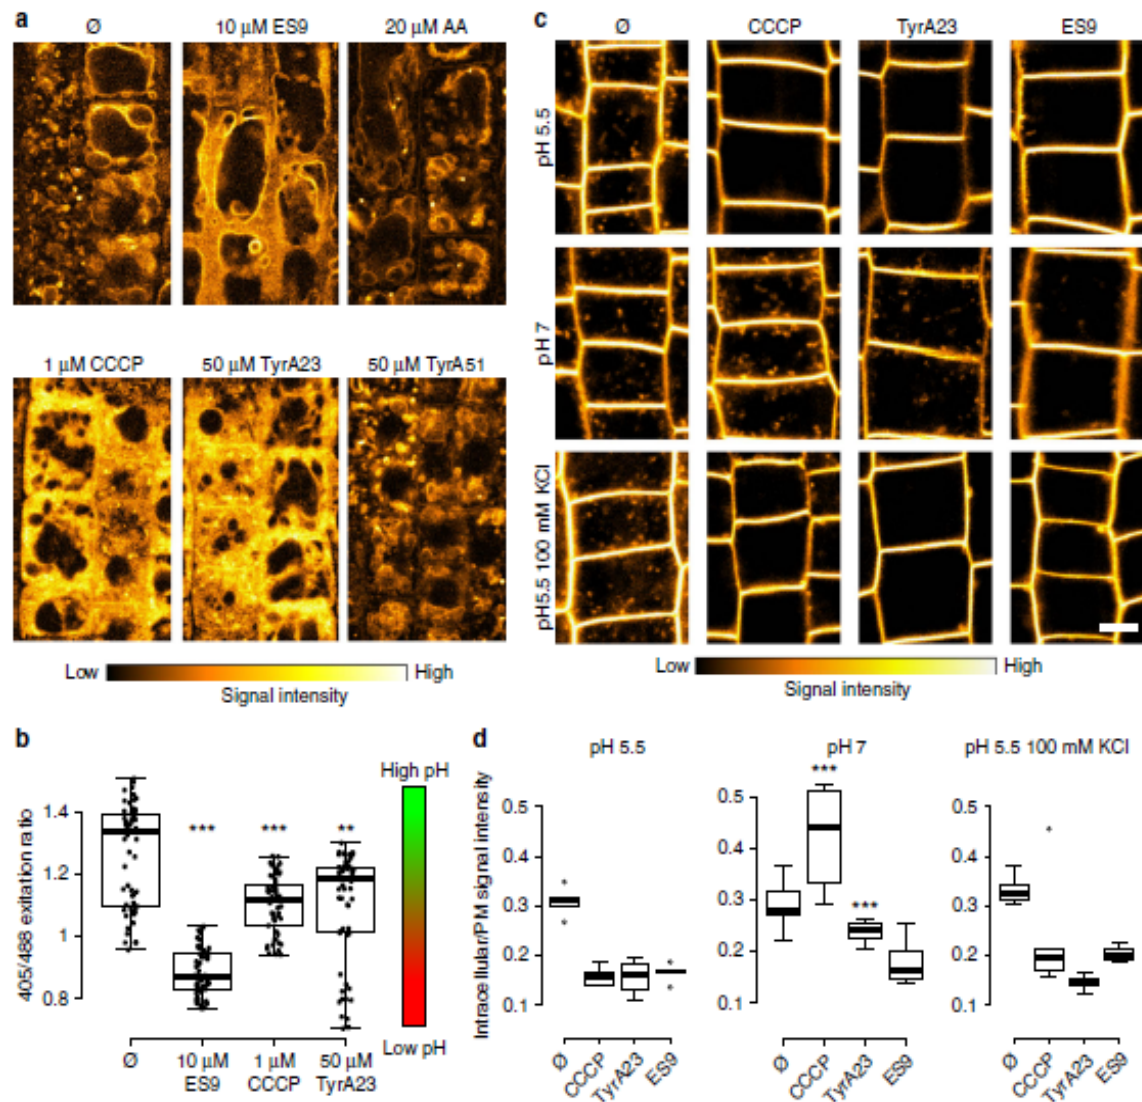 a
Ø 10 µM ES9 20 µM AA
1 µM CCCP 50 µM TyrA23 50 µM TyrA51
Low High
Signal intensity
b
405/488 exitation ratio
1.4
1.2
1
0.8
*** *** **
High pH
Low pH
Ø 10 µM ES9 1 µM CCCP 50 µM TyrA23
c
Ø CCCP TyrA23 ES9
pH 5.5
pH 7
pH5.5 100 mM KCl
Low High
Signal intensity
d
pH 5.5 pH 7 pH 5.5 100 mM KCl
Intracellular/PM signal intensity
0.5
0.4
0.3
0.2
0.1
Ø CCCP TyrA23 ES9
0.5
0.4
0.3
0.2
0.1
***
***
Ø CCCP TyrA23 ES9
0.5
0.4
0.3
0.2
0.1
Ø CCCP TyrA23 ES9